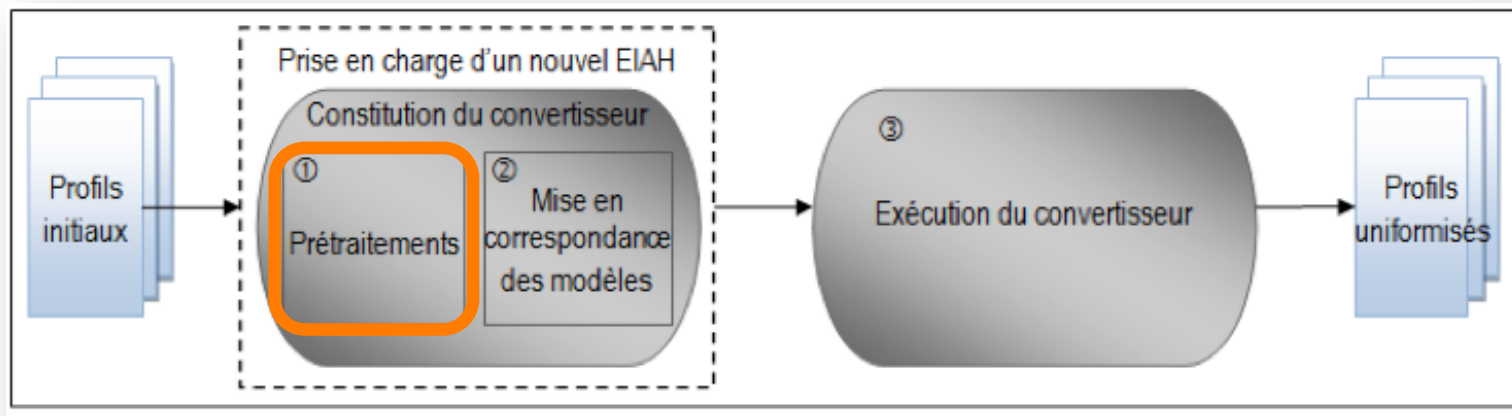 Profils
initiaux
Prise en charge d'un nouvel EIAH
Constitution du convertisseur
①
Prétraitements
②
Mise en
correspondance
des modèles
③
Exécution du convertisseur
Profils
uniformisés